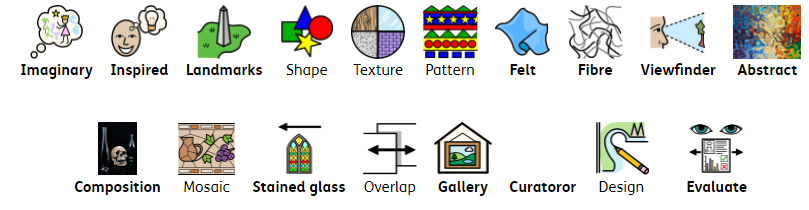 Imaginary Inspired Landmarks Shape Texture Pattern Felt Fibre Viewfinder Abstract
Composition Mosaic Stained glass Overlap Gallery Curatoror Design Evaluate